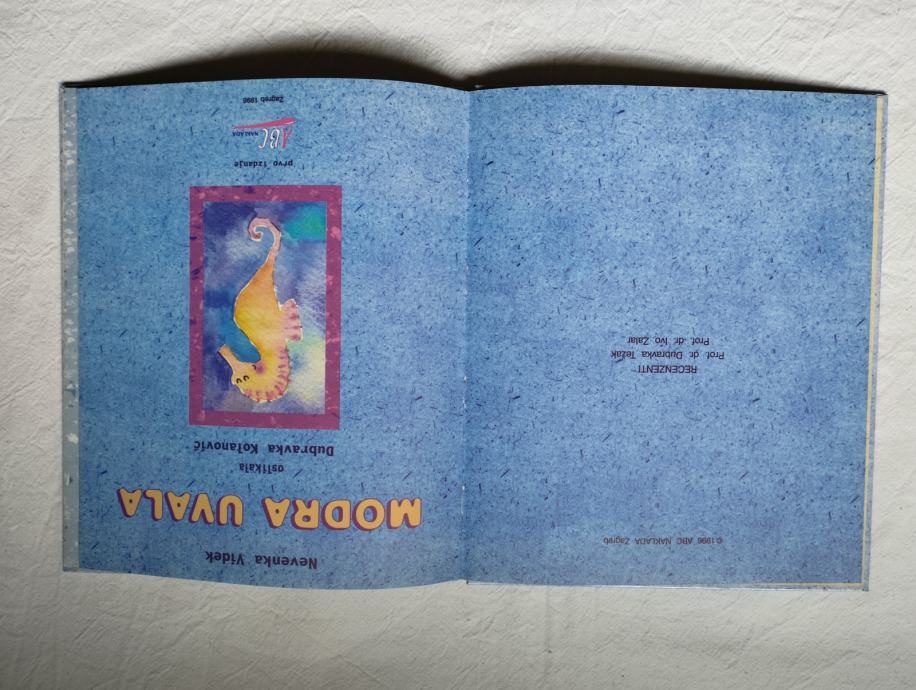 © 1996 ABC NAKLADA Zagreb
RECENZENTI
Prof. dr. Dubravka Težak
Prof. dr. Ivo Zalar
Nevenka Videk
MODRA UVALA
oslikala
Dubravka Kolanović
prvo izdanje
ABC NAKLADA
Zagreb 1996